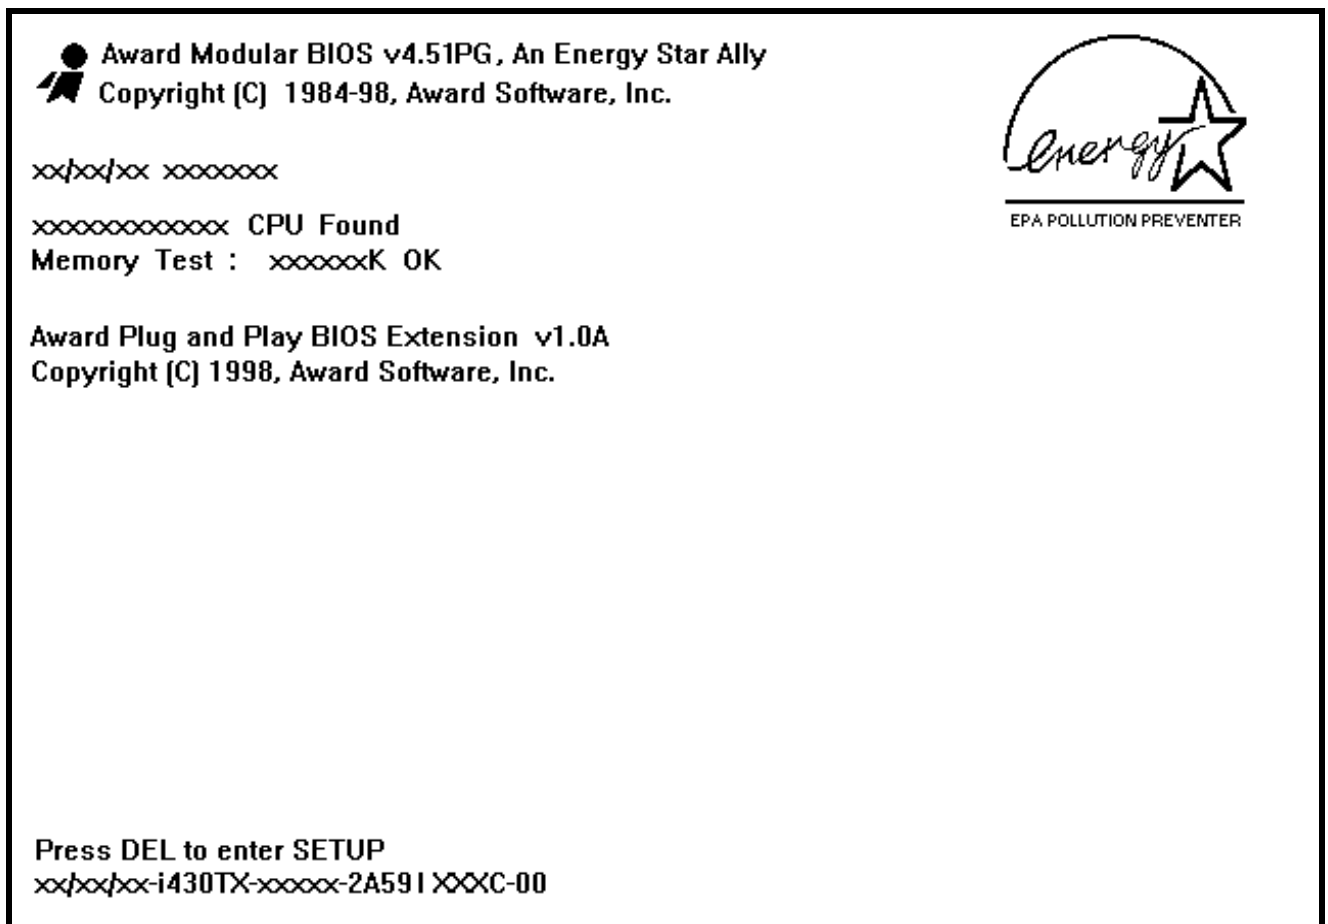 Award Modular BIOS v4.51PG, An Energy Star Ally
Copyright (C) 1984-98, Award Software, Inc.
energy
EPA POLLUTION PREVENTER
xx/xx/xx xxxxxxx
xxxxxxxxxxxx CPU Found
Memory Test : xxxxxxK OK
Award Plug and Play BIOS Extension v1.0A
Copyright (C) 1998, Award Software, Inc.
Press DEL to enter SETUP
xx/xx/xx-i430TX-xxxxx-2A59IXXXC-00